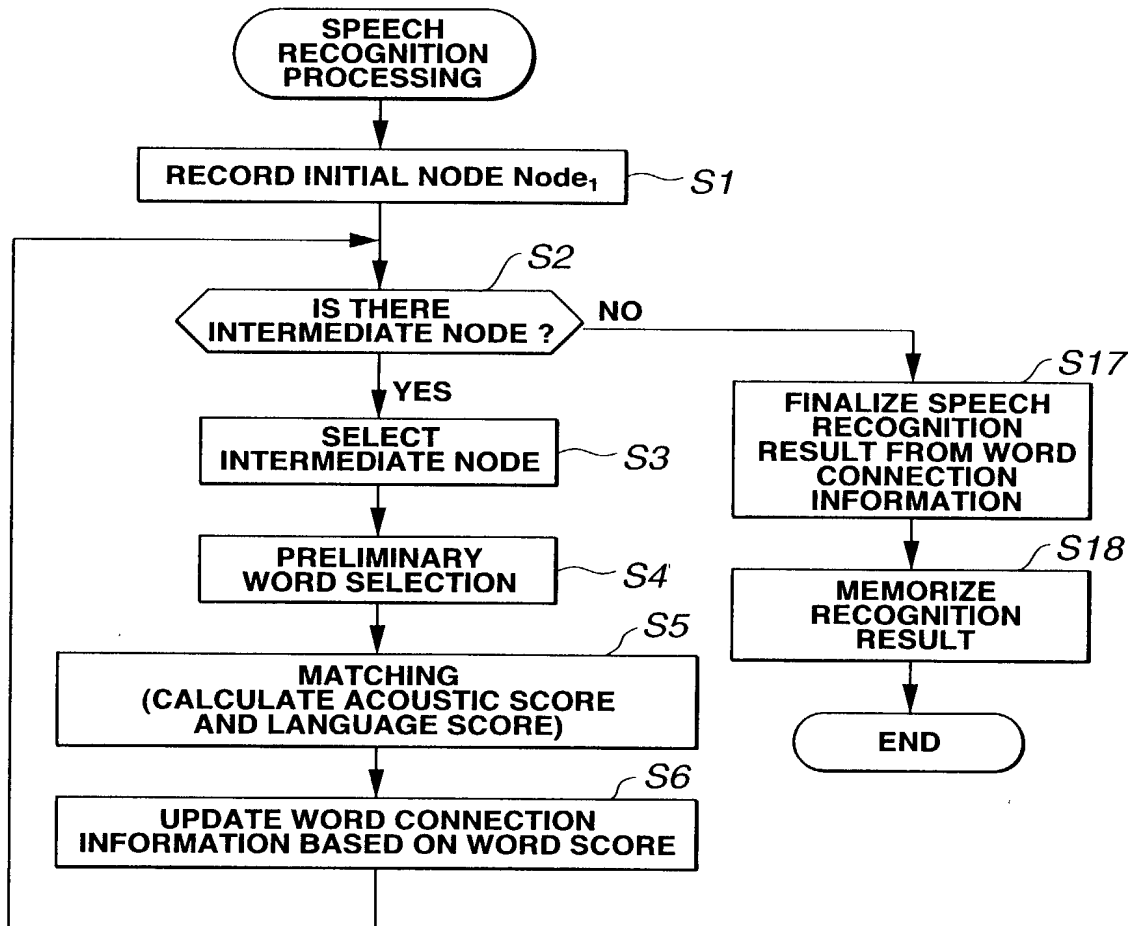 SPEECH
RECOGNITION
PROCESSING
RECORD INITIAL NODE Node₁
S1
S2
IS THERE
INTERMEDIATE NODE ?
NO
YES
SELECT
INTERMEDIATE NODE
S3
PRELIMINARY
WORD SELECTION
S4
S5
MATCHING
(CALCULATE ACOUSTIC SCORE
AND LANGUAGE SCORE)
S6
UPDATE WORD CONNECTION
INFORMATION BASED ON WORD SCORE
S17
FINALIZE SPEECH
RECOGNITION
RESULT FROM WORD
CONNECTION
INFORMATION
S18
MEMORIZE
RECOGNITION
RESULT
END